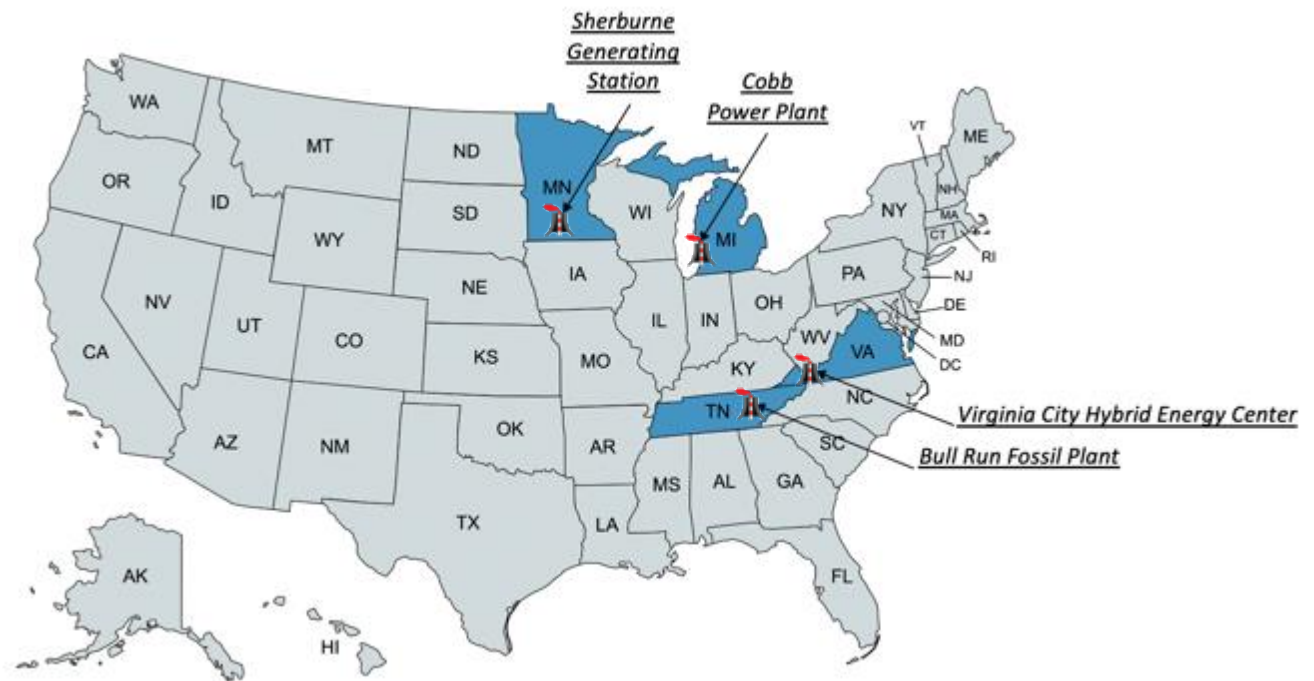 Sherburne
Generating
Station
Cobb
Power Plant
WA
MT
ND
MN
VT
ME
OR
ID
SD
WI
NH
NY
MA
CT
RI
WY
MI
IA
PA
NJ
NE
OH
DE
NV
UT
CO
IL
IN
MD
WV
VA
DC
CA
KS
MO
KY
NC
Virginia City Hybrid Energy Center
TN
OK
AZ
NM
AR
SC
Bull Run Fossil Plant
MS
AL
GA
TX
LA
FL
AK
HI